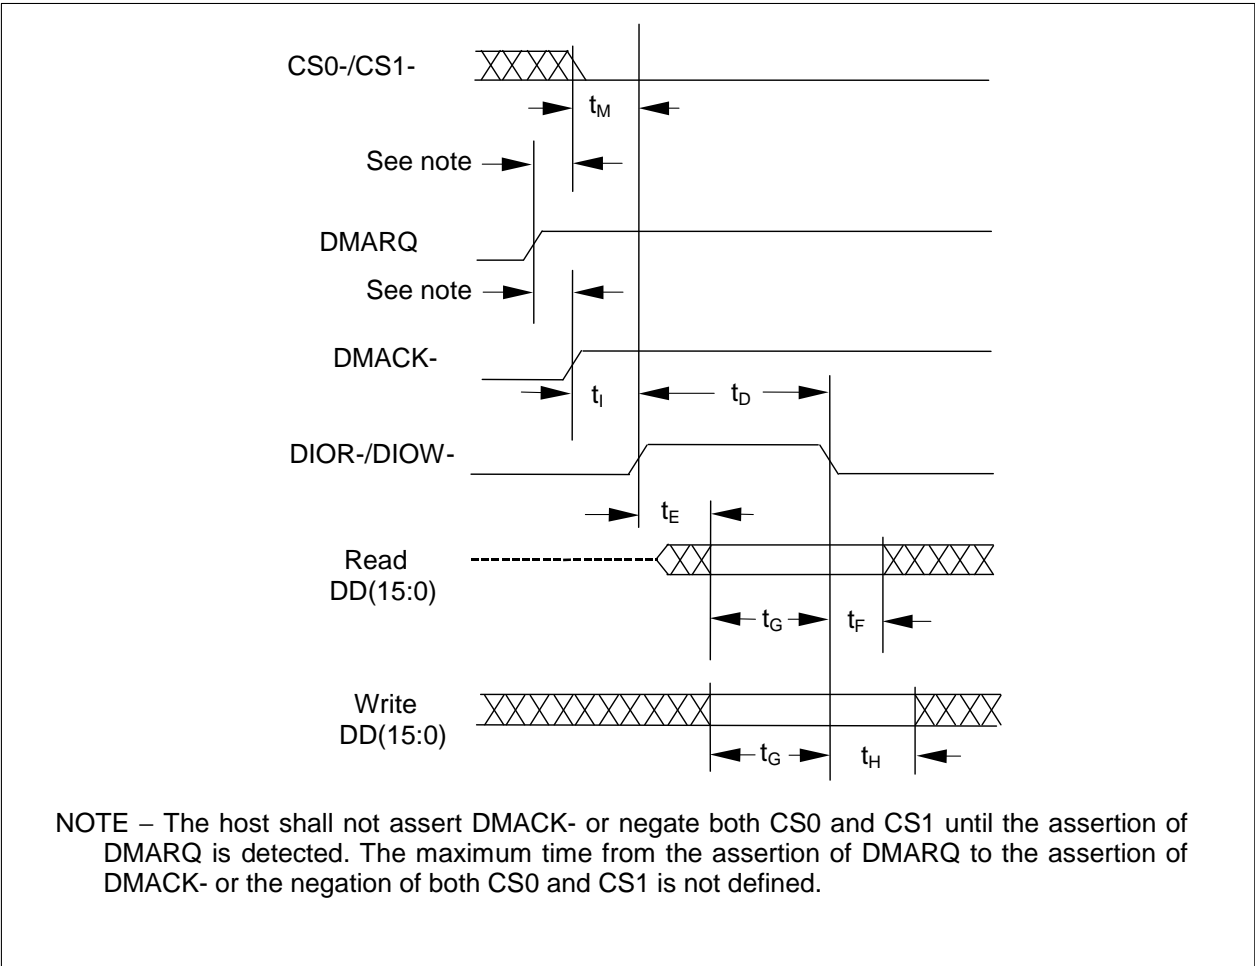 CS0-/CS1-
tM
See note
DMARQ
See note
DMACK-
tI
tD
DIOR-/DIOW-
tE
Read
DD(15:0)
tG
tF
Write
DD(15:0)
tG
tH
NOTE – The host shall not assert DMACK- or negate both CS0 and CS1 until the assertion of
DMARQ is detected. The maximum time from the assertion of DMARQ to the assertion of
DMACK- or the negation of both CS0 and CS1 is not defined.